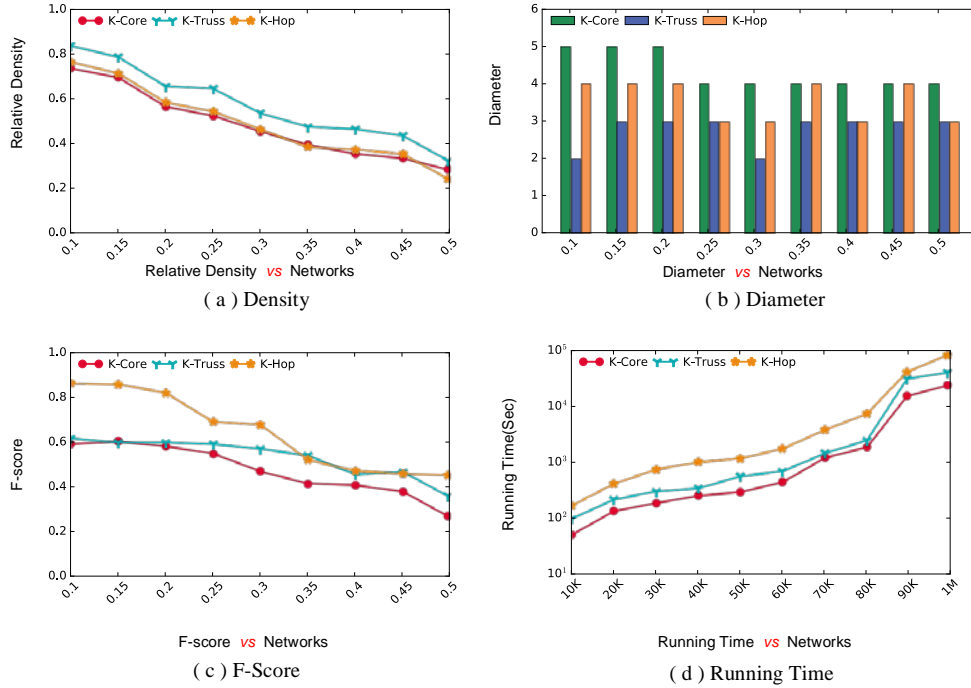 1.0
0.8
0.6
0.4
0.2
0.0
Relative Density
K-Core K-Truss K-Hop
0.1 0.15 0.2 0.25 0.3 0.35 0.4 0.45 0.5
Relative Density vs Networks
( a ) Density
6
5
4
3
2
1
0
Diameter
K-Core K-Truss K-Hop
0.1 0.15 0.2 0.25 0.3 0.35 0.4 0.45 0.5
Diameter vs Networks
( b ) Diameter
1.0
0.8
0.6
0.4
0.2
0.0
F-score
K-Core K-Truss K-Hop
0.1 0.15 0.2 0.25 0.3 0.35 0.4 0.45 0.5
F-score vs Networks
( c ) F-Score
10⁵
10⁴
10³
10²
10¹
Running Time(Sec)
K-Core K-Truss K-Hop
10K 20K 30K 40K 50K 60K 70K 80K 90K 1M
Running Time vs Networks
( d ) Running Time